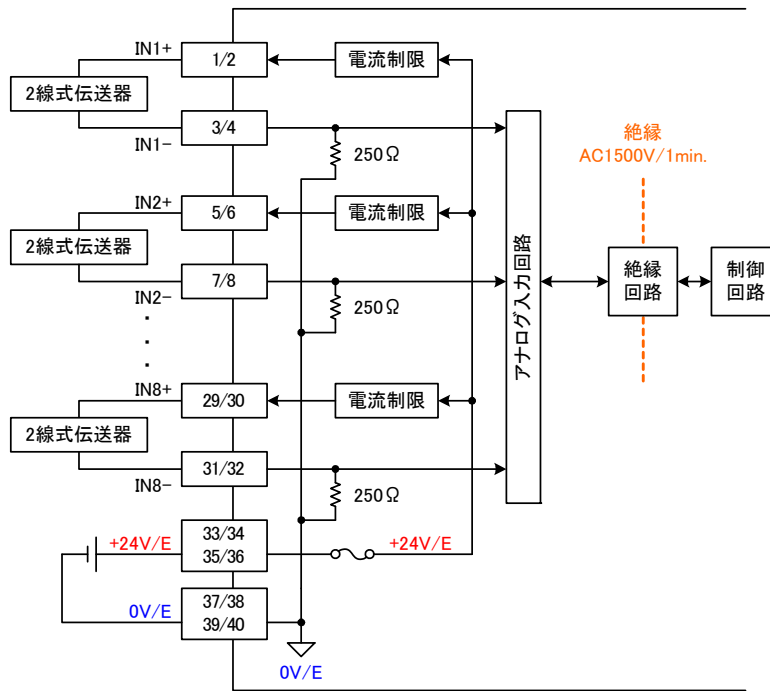 IN1+
1/2
電流制限
2線式伝送器
3/4
IN1-
250Ω
絶縁
AC1500V/1min.
IN2+
5/6
電流制限
2線式伝送器
7/8
IN2-
250Ω
アナログ入力回路
絶縁
回路
制御
回路
・
・
・
IN8+
29/30
電流制限
2線式伝送器
31/32
IN8-
250Ω
+24V/E
33/34
35/36
+24V/E
0V/E
37/38
39/40
0V/E